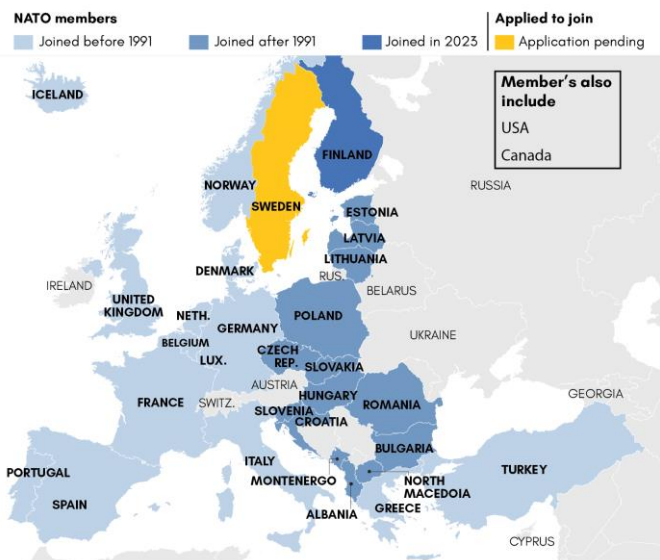 NATO members
Joined before 1991
Joined after 1991
Joined in 2023
Applied to join
Application pending
Member's also
include
USA
Canada
ICELAND
FINLAND
NORWAY
SWEDEN
RUSSIA
ESTONIA
LATVIA
LITHUANIA
DENMARK
RUS.
IRELAND
BELARUS
UNITED
KINGDOM
NETH.
POLAND
GERMANY
UKRAINE
BELGIUM
CZECH
REP.
LUX.
SLOVAKIA
AUSTRIA
HUNGARY
GEORGIA
FRANCE
SWITZ.
ROMANIA
SLOVENIA
CROATIA
BULGARIA
ITALY
PORTUGAL
TURKEY
MONTENERGO
NORTH
MACEDOIA
SPAIN
GREECE
ALBANIA
CYPRUS